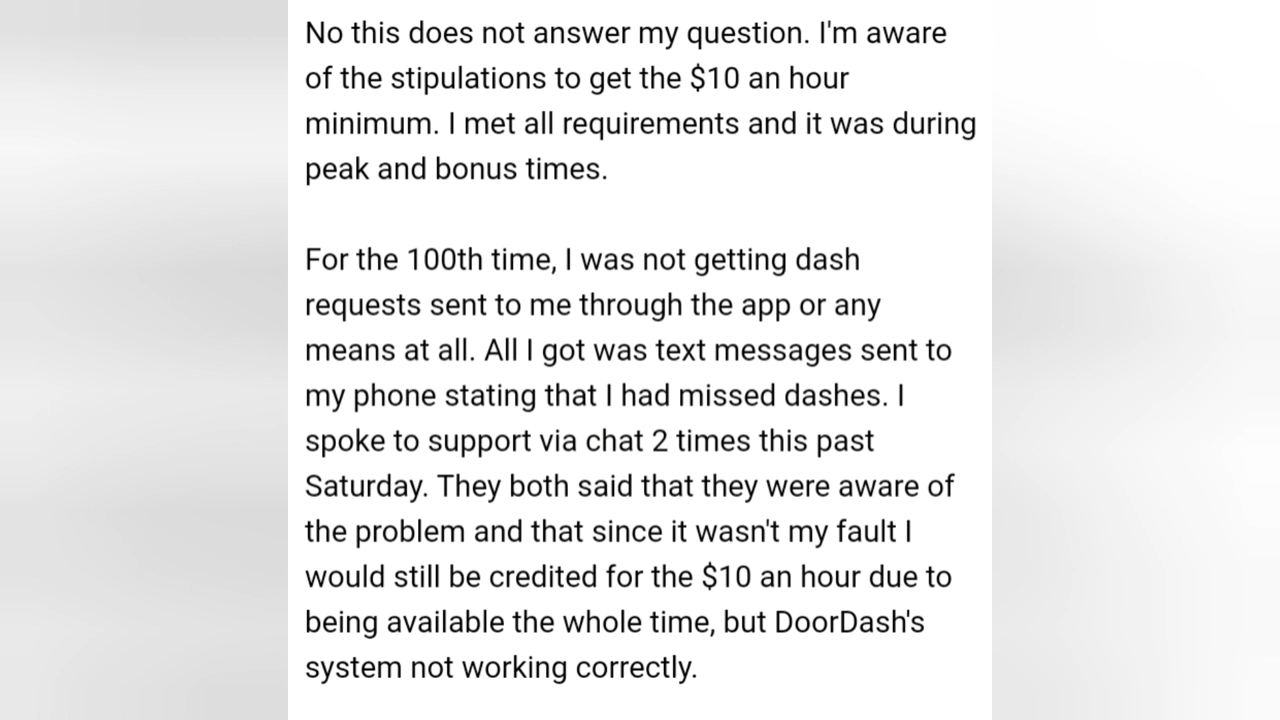 No this does not answer my question. I'm aware
of the stipulations to get the $10 an hour
minimum. I met all requirements and it was during
peak and bonus times.
For the 100th time, I was not getting dash
requests sent to me through the app or any
means at all. All I got was text messages sent to
my phone stating that I had missed dashes. I
spoke to support via chat 2 times this past
Saturday. They both said that they were aware of
the problem and that since it wasn't my fault I
would still be credited for the $10 an hour due to
being available the whole time, but DoorDash's
system not working correctly.